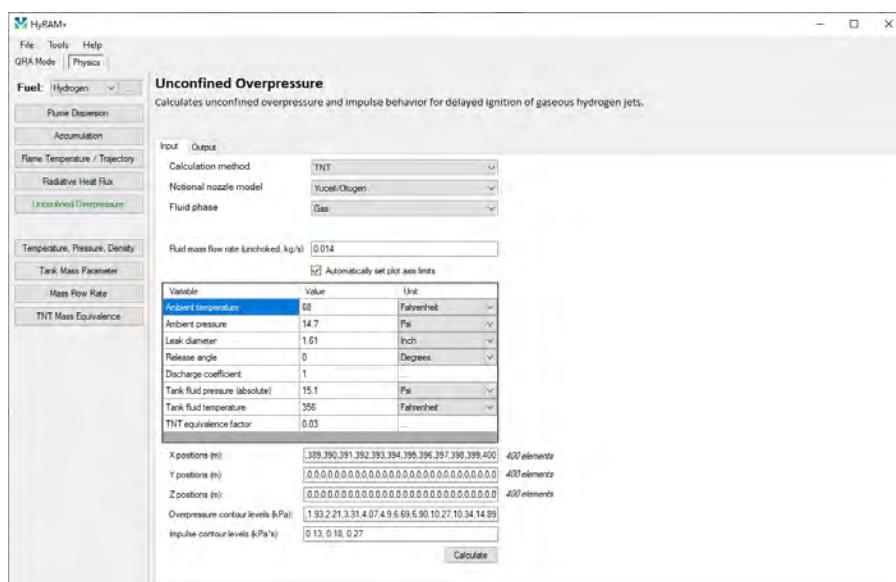 HyRAM+
File Tools Help
QRA Mode Physics
Fuel: Hydrogen ...
Plume Dispersion
Accumulation
Flame Temperature / Trajectory
Radiative Heat Flux
Unconfined Overpressure
Temperature, Pressure, Density
Tank Mass Parameter
Mass Flow Rate
TNT Mass Equivalence
Unconfined Overpressure
Calculates unconfined overpressure and impulse behavior for delayed ignition of gaseous hydrogen jets.
Input Output
Calculation method TNT
Notional nozzle model Yuceil/Otugen
Fluid phase Gas
Fluid mass flow rate (unchoked, kg/s) 0.014
Automatically set plot axis limits
Variable Value Unit
Ambient temperature 68 Fahrenheit
Ambient pressure 14.7 Psi
Leak diameter 1.61 Inch
Release angle 0 Degrees
Discharge coefficient 1 ...
Tank fluid pressure (absolute) 15.1 Psi
Tank fluid temperature 356 Fahrenheit
TNT equivalence factor 0.03 ...
X positions (m): ,389,390,391,392,393,394,395,396,397,398,399,400 400 elements
Y positions (m): ,0,0,0,0,0,0,0,0,0,0,0,0,0,0,0,0,0,0,0,0,0,0,0,0,0,0,0,0 400 elements
Z positions (m): ,0,0,0,0,0,0,0,0,0,0,0,0,0,0,0,0,0,0,0,0,0,0,0,0,0,0,0,0 400 elements
Overpressure contour levels (kPa): ,1.93,2.21,3.31,4.07,4.9,6.69,6.90,10.27,10.34,14.89
Impulse contour levels (kPa*s): 0.13, 0.18, 0.27
Calculate